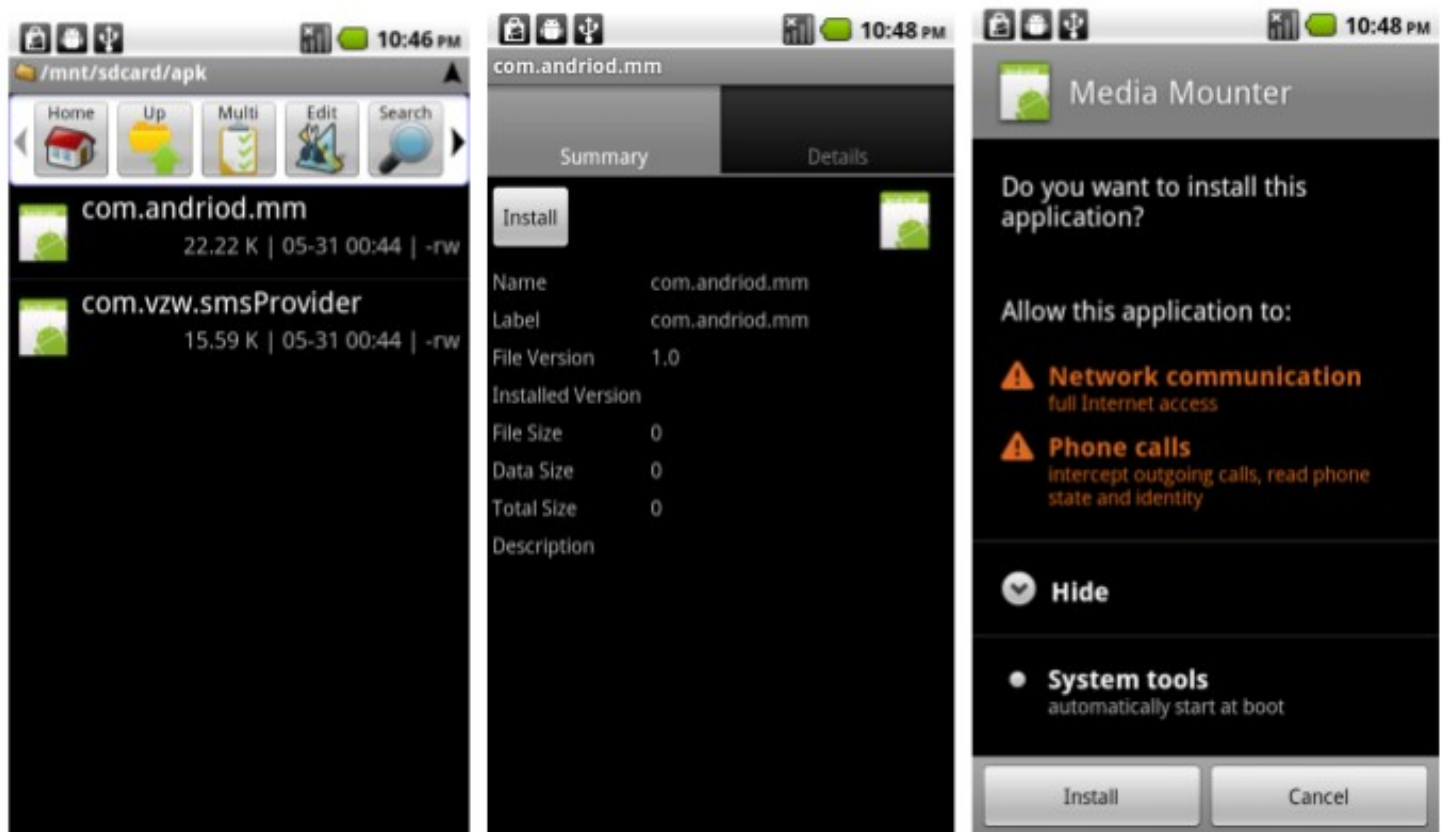 10:46 PM
/mnt/sdcard/apk
Home Up Multi Edit Search
com.andriod.mm
22.22 K | 05-31 00:44 | -rw
com.vzw.smsProvider
15.59 K | 05-31 00:44 | -rw
10:48 PM
com.andriod.mm
Summary Details
Install
Name com.andriod.mm
Label com.andriod.mm
File Version 1.0
Installed Version
File Size 0
Data Size 0
Total Size 0
Description
10:48 PM
Media Mounter
Do you want to install this
application?
Allow this application to:
Network communication
full Internet access
Phone calls
intercept outgoing calls, read phone
state and identity
Hide
System tools
automatically start at boot
Install Cancel